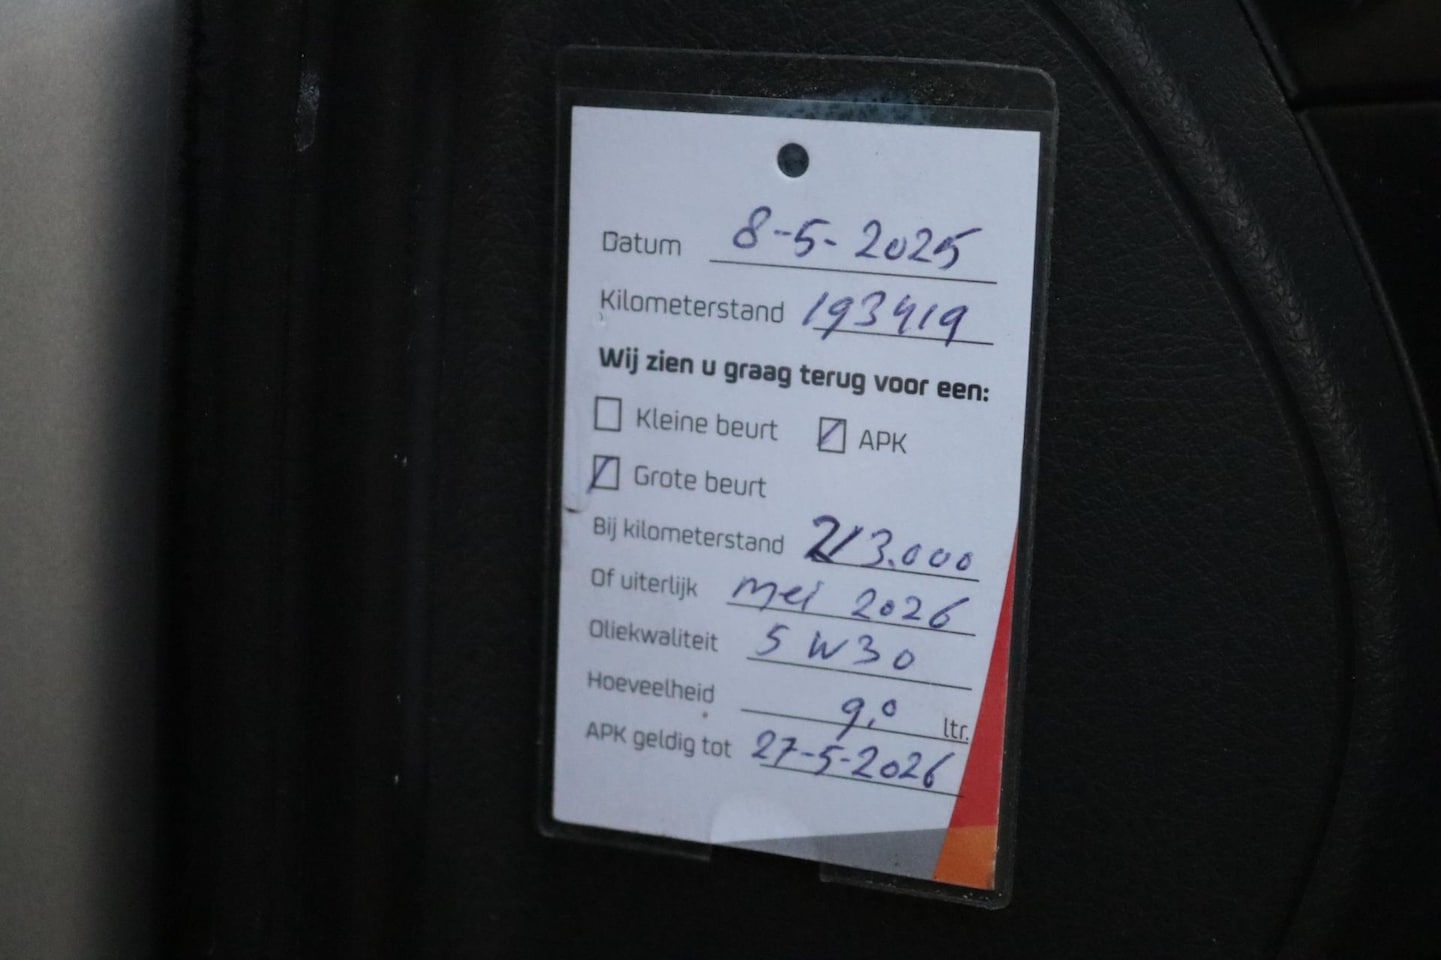 Datum 8-5-2025
Kilometerstand 193419
Wij zien u graag terug voor een:
Kleine beurt APK
Grote beurt
Bij kilometerstand 213.000
Of uiterlijk mei 2026
Oliekwaliteit 5W30
Hoeveelheid 9,0 ltr.
APK geldig tot 27-5-2026